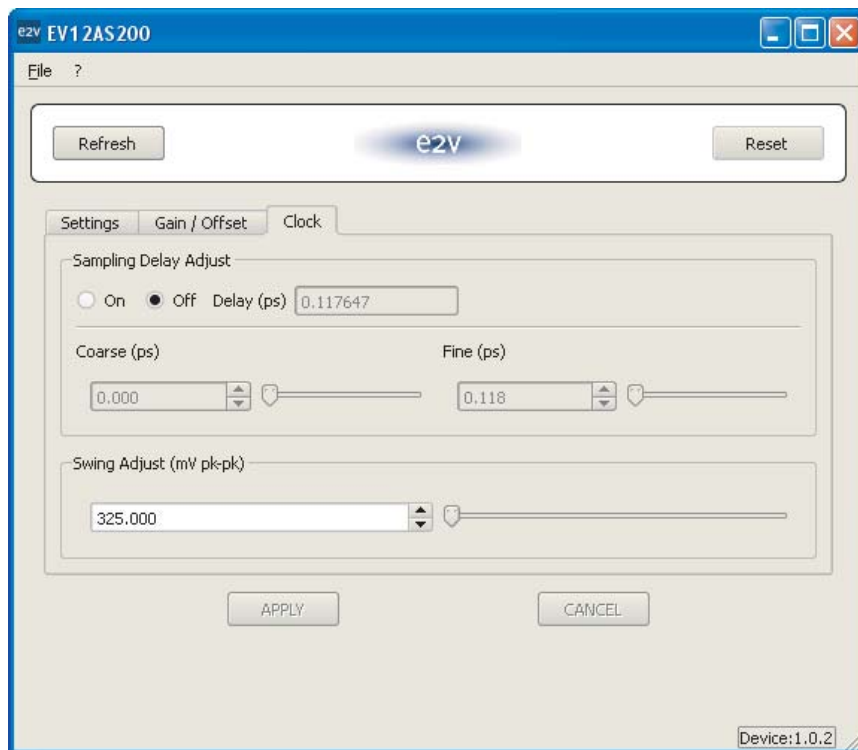 e2v EV12AS200
File ?
Refresh e2v Reset
Settings Gain / Offset Clock
Sampling Delay Adjust
On Off Delay (ps) 0.117647
Coarse (ps) Fine (ps)
0.000 0.118
Swing Adjust (mV pk-pk)
325.000
APPLY CANCEL
Device:1.0.2